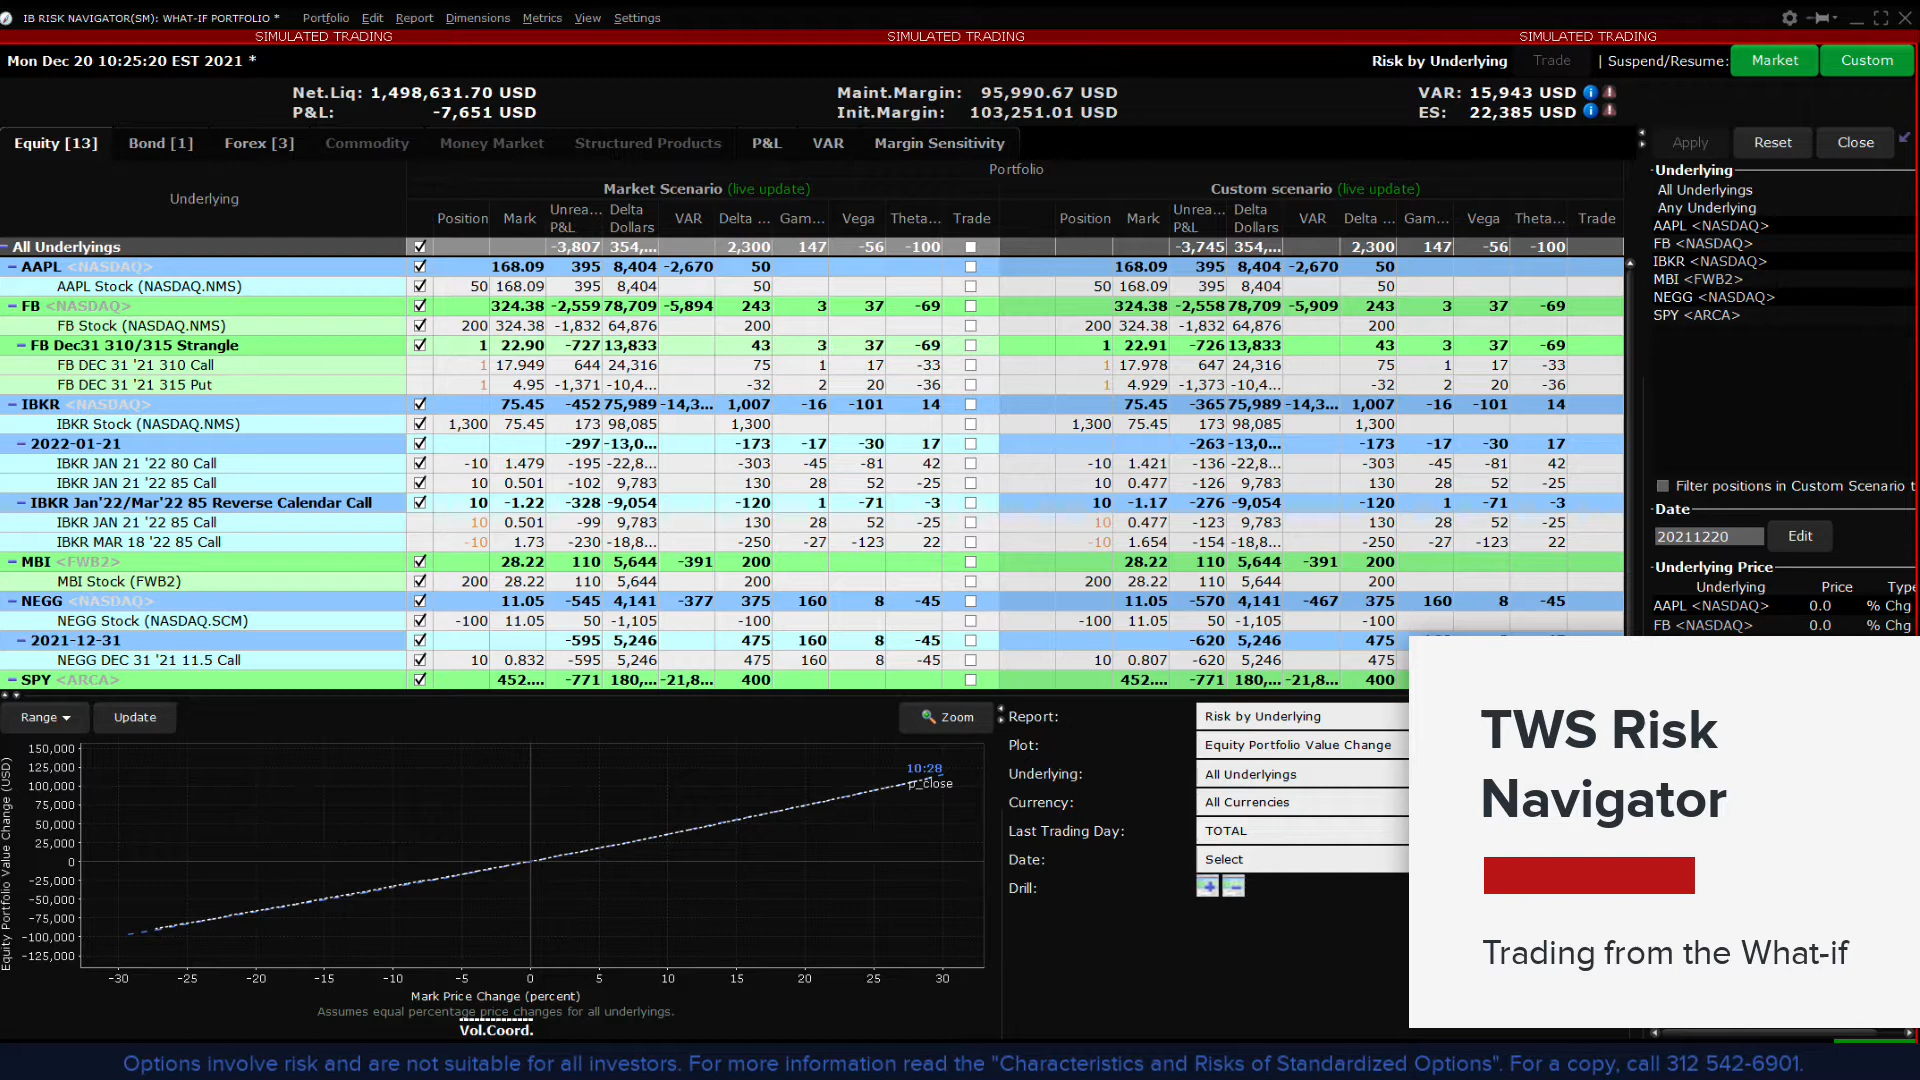 IB RISK NAVIGATOR(SM): WHAT-IF PORTFOLIO * Portfolio Edit Report Dimensions Metrics View Settings
SIMULATED TRADING SIMULATED TRADING SIMULATED TRADING
Mon Dec 20 10:25:20 EST 2021 * Risk by Underlying Trade | Suspend/Resume: Market Custom
Net.Liq: 1,498,631.70 USD Maint.Margin: 95,990.67 USD VAR: 15,943 USD
P&L: -7,651 USD Init.Margin: 103,251.01 USD ES: 22,385 USD
Equity [13] Bond [1] Forex [3] Commodity Money Market Structured Products P&L VAR Margin Sensitivity Apply Reset Close
Portfolio
Underlying Market Scenario (live update) Custom scenario (live update)
Position Mark Unrea... P&L Delta Dollars VAR Delta ... Gam... Vega Theta... Trade Position Mark Unrea... P&L Delta Dollars VAR Delta ... Gam... Vega Theta... Trade
All Underlyings -3,807 354,... 2,300 147 -56 -100 -3,745 354,... 2,300 147 -56 -100
AAPL <NASDAQ> 168.09 395 8,404 -2,670 50 168.09 395 8,404 -2,670 50
AAPL Stock (NASDAQ.NMS) 50 168.09 395 8,404 50 50 168.09 395 8,404 50
FB <NASDAQ> 324.38 -2,559 78,709 -5,894 243 3 37 -69 324.38 -2,558 78,709 -5,909 243 3 37 -69
FB Stock (NASDAQ.NMS) 200 324.38 -1,832 64,876 200 200 324.38 -1,832 64,876 200
FB Dec31 310/315 Strangle 1 22.90 -727 13,833 43 3 37 -69 1 22.91 -726 13,833 43 3 37 -69
FB DEC 31 '21 310 Call 1 17.949 644 24,316 75 1 17 -33 1 17.978 647 24,316 75 1 17 -33
FB DEC 31 '21 315 Put 1 4.95 -1,371 -10,4... -32 2 20 -36 1 4.929 -1,373 -10,4... -32 2 20 -36
IBKR <NASDAQ> 75.45 -452 75,989 -14,3... 1,007 -16 -101 14 75.45 -365 75,989 -14,3... 1,007 -16 -101 14
IBKR Stock (NASDAQ.NMS) 1,300 75.45 173 98,085 1,300 1,300 75.45 173 98,085 1,300
2022-01-21 -297 -13,0... -173 -17 -30 17 -263 -13,0... -173 -17 -30 17
IBKR JAN 21 '22 80 Call -10 1.479 -195 -22,8... -303 -45 -81 42 -10 1.421 -136 -22,8... -303 -45 -81 42
IBKR JAN 21 '22 85 Call 10 0.501 -102 9,783 130 28 52 -25 10 0.477 -126 9,783 130 28 52 -25
IBKR Jan'22/Mar'22 85 Reverse Calendar Call 10 -1.22 -328 -9,054 -120 1 -71 -3 10 -1.17 -276 -9,054 -120 1 -71 -3
IBKR JAN 21 '22 85 Call 10 0.501 -99 9,783 130 28 52 -25 10 0.477 -123 9,783 130 28 52 -25
IBKR MAR 18 '22 85 Call -10 1.73 -230 -18,8... -250 -27 -123 22 -10 1.654 -154 -18,8... -250 -27 -123 22
MBI <FWB2> 28.22 110 5,644 -391 200 28.22 110 5,644 -391 200
MBI Stock (FWB2) 200 28.22 110 5,644 200 200 28.22 110 5,644 200
NEGG <NASDAQ> 11.05 -545 4,141 -377 375 160 8 -45 11.05 -570 4,141 -467 375 160 8 -45
NEGG Stock (NASDAQ.SCM) -100 11.05 50 -1,105 -100 -100 11.05 50 -1,105 -100
2021-12-31 -595 5,246 475 160 8 -45 -620 5,246 475
NEGG DEC 31 '21 11.5 Call 10 0.832 -595 5,246 475 160 8 -45 10 0.807 -620 5,246 475
SPY <ARCA> 452.... -771 180,... -21,8... 400 452.... -771 180,... -21,8... 400
Underlying
All Underlyings
Any Underlying
AAPL <NASDAQ>
FB <NASDAQ>
IBKR <NASDAQ>
MBI <FWB2>
NEGG <NASDAQ>
SPY <ARCA>
Filter positions in Custom Scenario t
Date
20211220 Edit
Underlying Price
Underlying Price Type
AAPL <NASDAQ> 0.0 % Chg
FB <NASDAQ> 0.0 % Chg
Range Update Zoom
Equity Portfolio Value Change (USD)
150,000
125,000
100,000
75,000
50,000
25,000
0
-25,000
-50,000
-75,000
-100,000
-125,000
10:28
p_close
-30 -25 -20 -15 -10 -5 0 5 10 15 20 25 30
Mark Price Change (percent)
Assumes equal percentage price changes for all underlyings.
Vol.Coord.
Report: Risk by Underlying
Plot: Equity Portfolio Value Change
Underlying: All Underlyings
Currency: All Currencies
Last Trading Day: TOTAL
Date: Select
Drill:
TWS Risk
Navigator
Trading from the What-if
Options involve risk and are not suitable for all investors. For more information read the "Characteristics and Risks of Standardized Options". For a copy, call 312 542-6901.